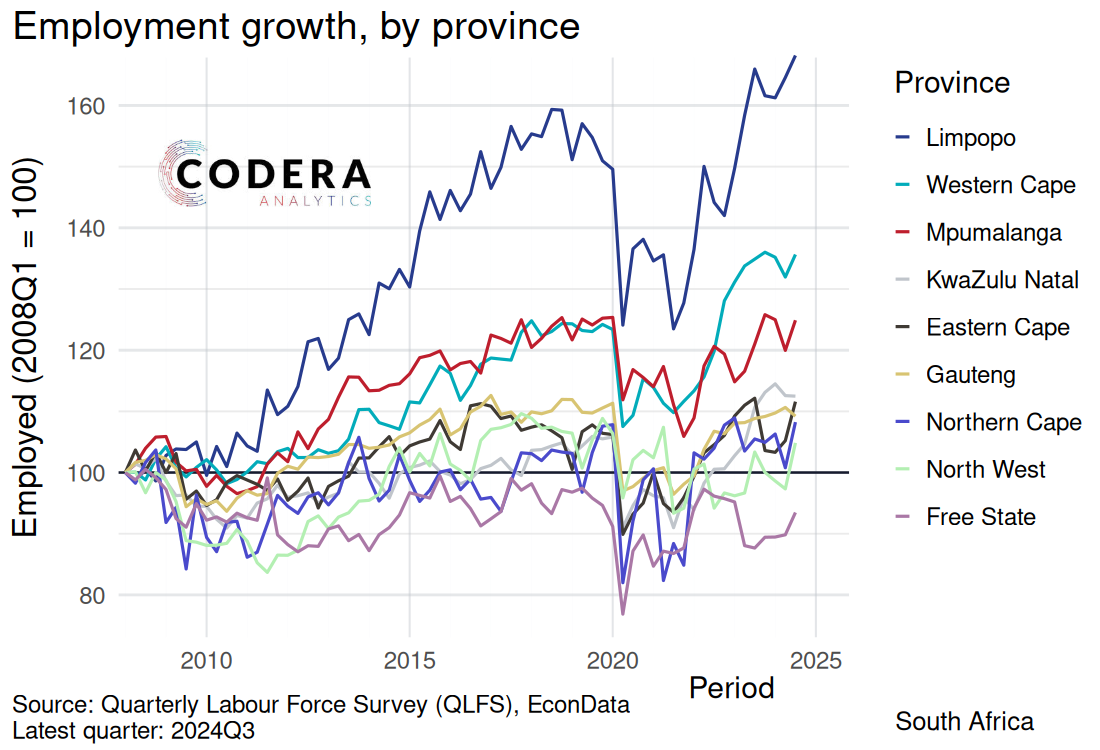 Employment growth, by province
Employed (2008Q1 = 100)
160
140
120
100
80
CODERA
ANALYTICS
2010
2015
2020
2025
Period
Province
Limpopo
Western Cape
Mpumalanga
KwaZulu Natal
Eastern Cape
Gauteng
Northern Cape
North West
Free State
Source: Quarterly Labour Force Survey (QLFS), EconData
Latest quarter: 2024Q3
South Africa